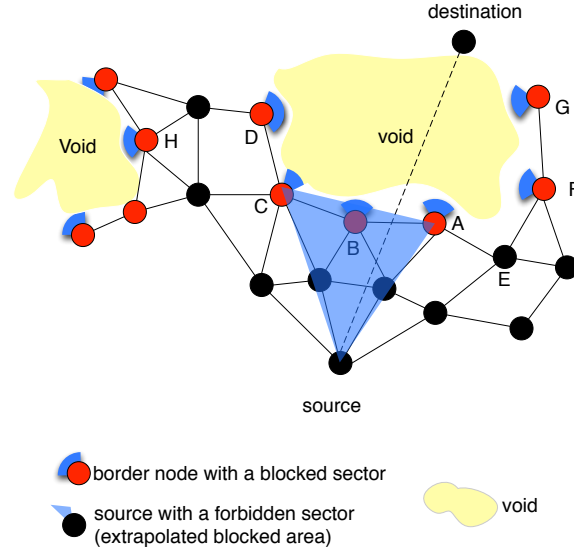 destination
G
Void
H
D
void
F
C
A
B
E
source
border node with a blocked sector
source with a forbidden sector
(extrapolated blocked area)
void